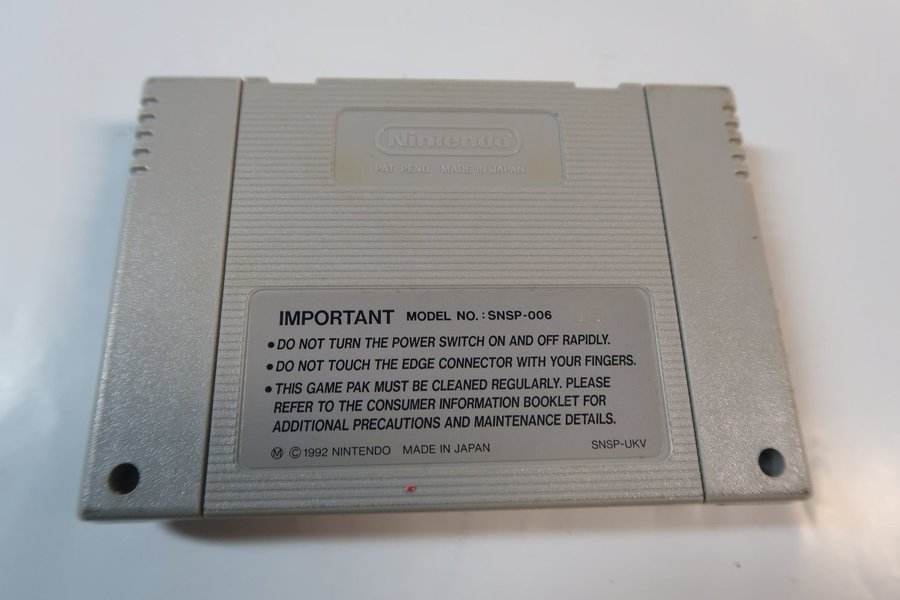 Nintendo
PAT. PEND. MADE IN JAPAN
IMPORTANT MODEL NO.: SNSP-006
• DO NOT TURN THE POWER SWITCH ON AND OFF RAPIDLY.
• DO NOT TOUCH THE EDGE CONNECTOR WITH YOUR FINGERS.
• THIS GAME PAK MUST BE CLEANED REGULARLY. PLEASE
REFER TO THE CONSUMER INFORMATION BOOKLET FOR
ADDITIONAL PRECAUTIONS AND MAINTENANCE DETAILS.
Ⓜ ©1992 NINTENDO MADE IN JAPAN SNSP-UKV